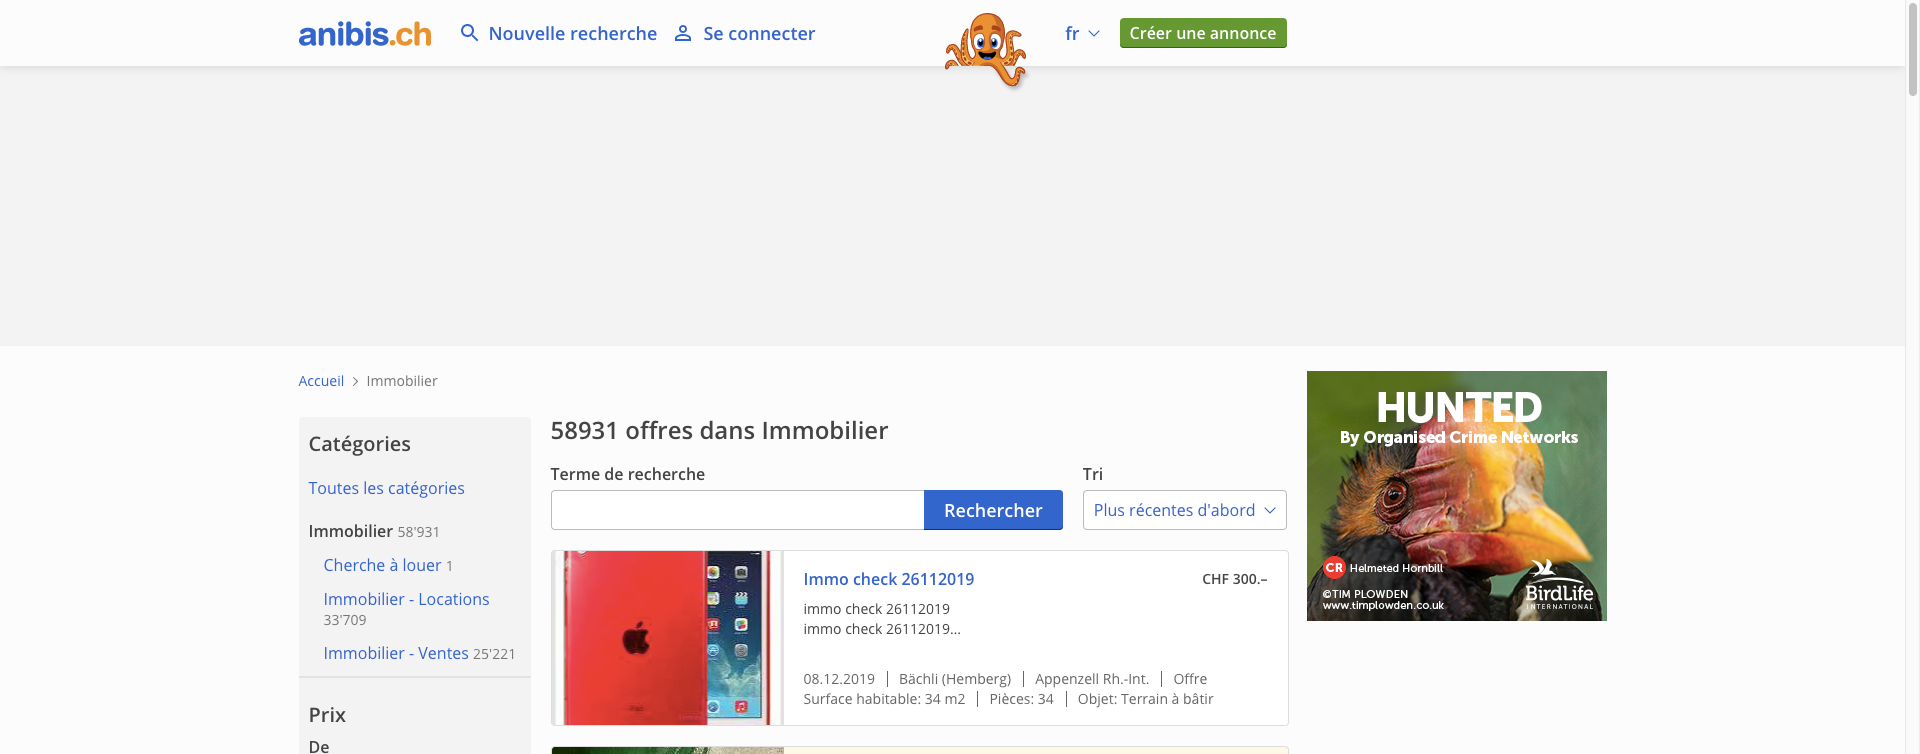 anibis.ch
Nouvelle recherche
Se connecter
fr
Créer une annonce
Accueil > Immobilier
Catégories
Toutes les catégories
Immobilier 58'931
Cherche à louer 1
Immobilier - Locations
33'709
Immobilier - Ventes 25'221
Prix
De
58931 offres dans Immobilier
Terme de recherche
Rechercher
Tri
Plus récentes d'abord
Immo check 26112019
CHF 300.–
immo check 26112019
immo check 26112019...
08.12.2019 | Bächli (Hemberg) | Appenzell Rh.-Int. | Offre
Surface habitable: 34 m2 | Pièces: 34 | Objet: Terrain à bâtir
HUNTED
By Organised Crime Networks
CR Helmeted Hornbill
©TIM PLOWDEN
www.timplowden.co.uk
BirdLife
INTERNATIONAL